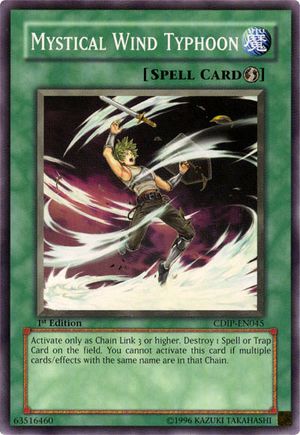 MYSTICAL WIND TYPHOON 魔
[SPELL CARD]
1st Edition
CDIP-EN045
Activate only as Chain Link 3 or higher. Destroy 1 Spell or Trap
Card on the field. You cannot activate this card if multiple
cards/effects with the same name are in that Chain.
63516460
©1996 KAZUKI TAKAHASHI